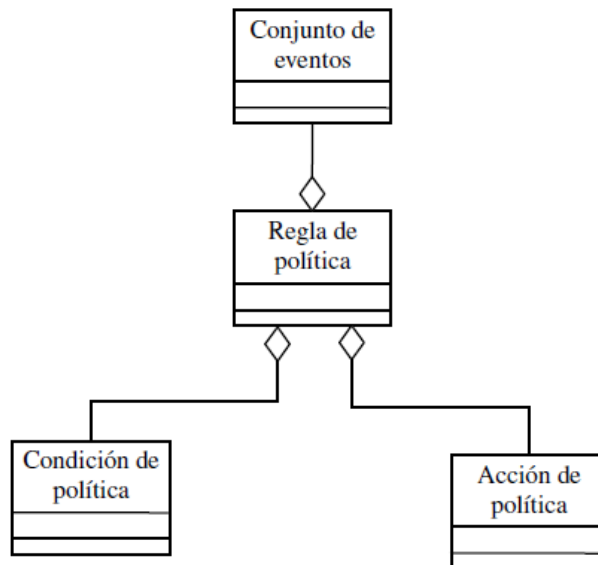 Conjunto de
eventos
Regla de
política
Condición de
política
Acción de
política